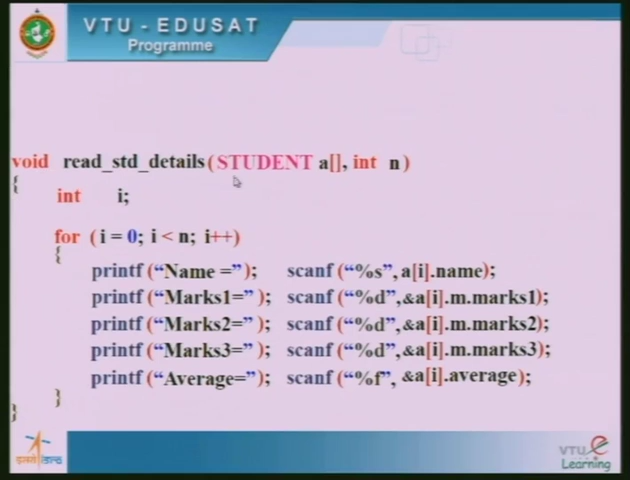 VTU - EDUSAT
Programme
void read_std_details ( STUDENT a[], int n )
{
int i;
for ( i = 0; i < n; i++)
{
printf (“Name =”); scanf (“%s”, a[i].name);
printf (“Marks1=” ); scanf (“%d”, &a[i].m.marks1);
printf (“Marks2=” ); scanf (“%d”, &a[i].m.marks2);
printf (“Marks3=” ); scanf (“%d”, &a[i].m.marks3);
printf (“Average=”); scanf (“%f”, &a[i].average);
}
}
VTU e
Learning